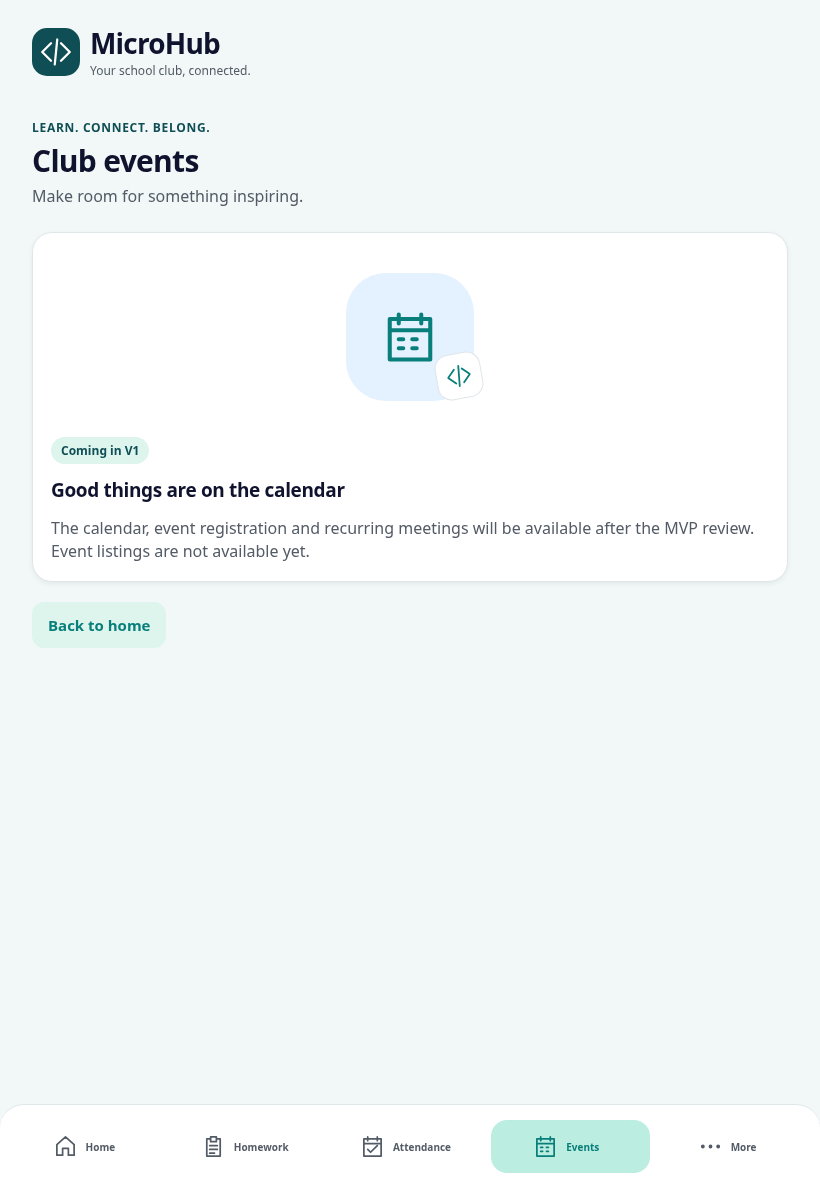 MicroHub
Your school club, connected.
LEARN. CONNECT. BELONG.
Club events
Make room for something inspiring.
Coming in V1
Good things are on the calendar
The calendar, event registration and recurring meetings will be available after the MVP review.
Event listings are not available yet.
Back to home
Home
Homework
Attendance
Events
More